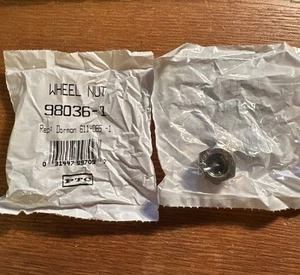 WHEEL NUT
98036-1
Repl Dorman 611-065 -1
PTC